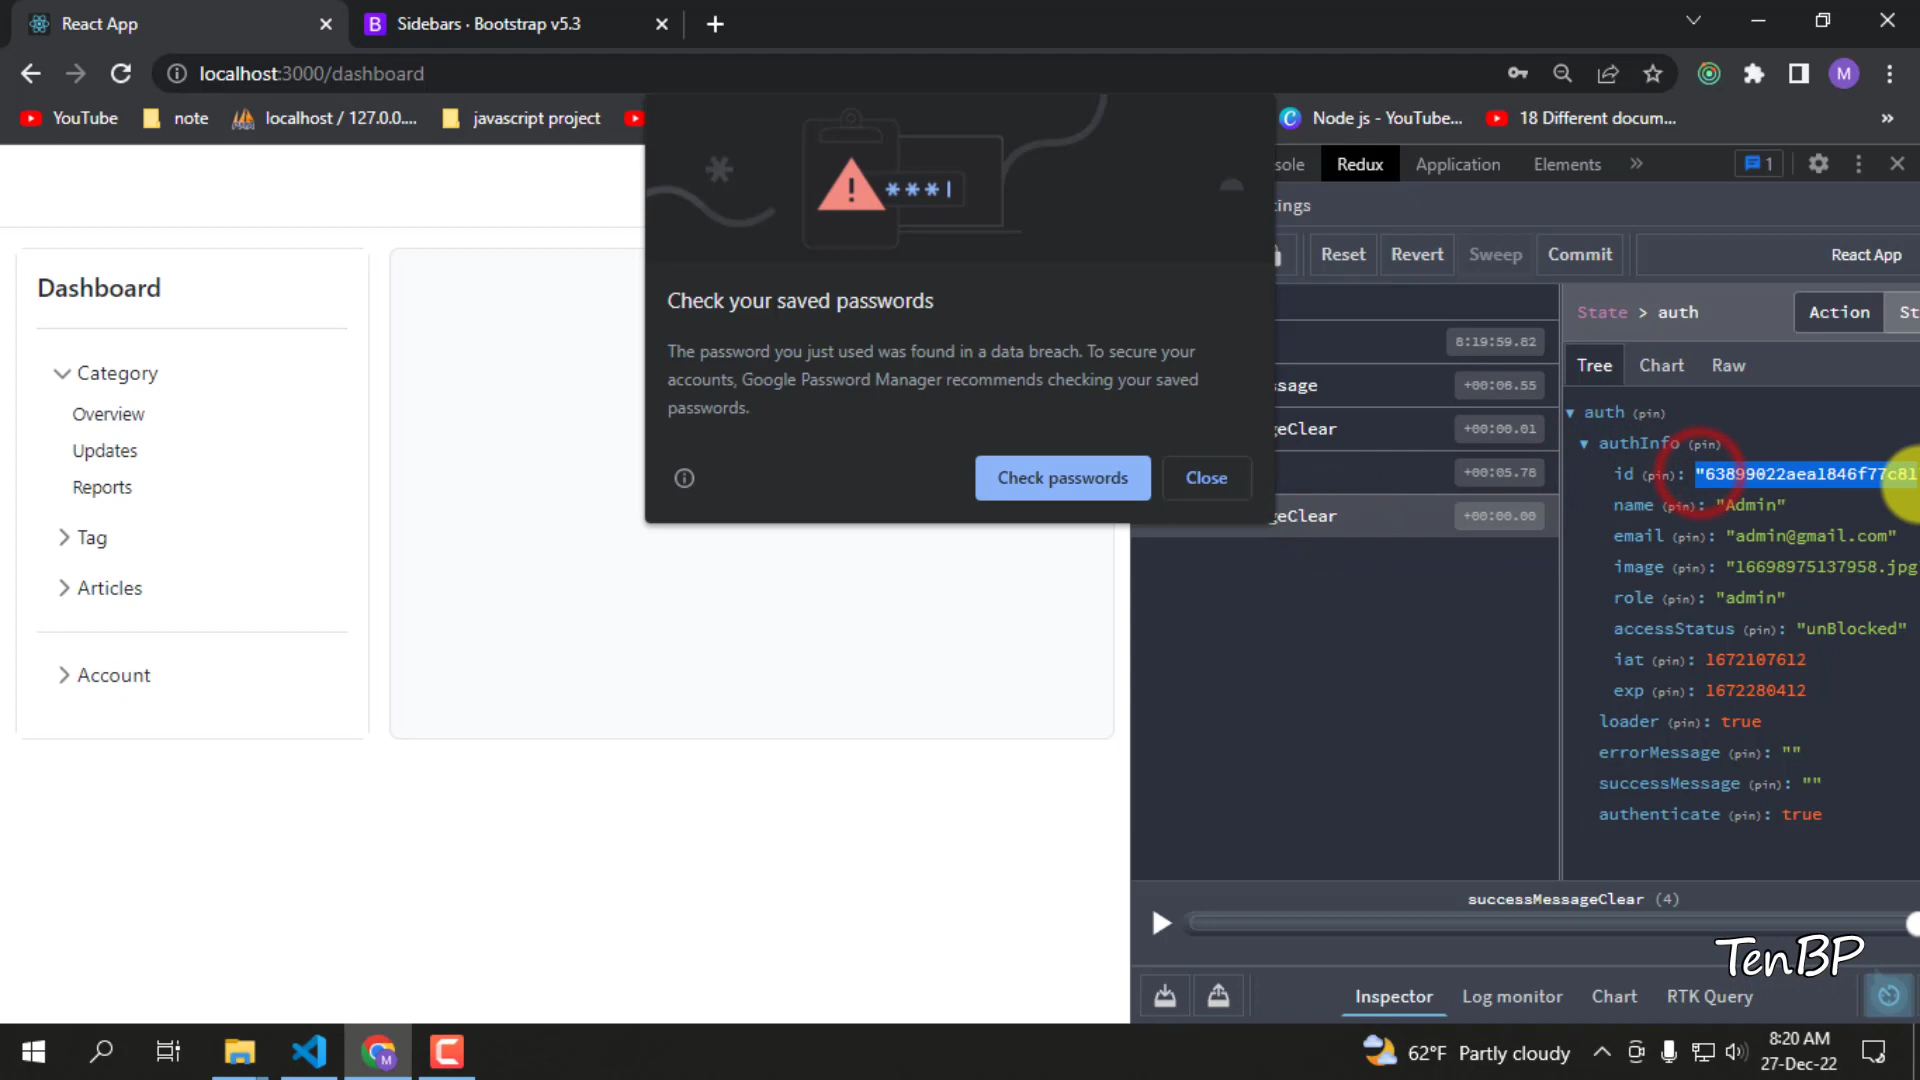 React App
Sidebars · Bootstrap v5.3
localhost:3000/dashboard
M
YouTube
note
localhost / 127.0.0....
javascript project
Node js - YouTube...
18 Different docum...
»
Dashboard
Category
Overview
Updates
Reports
Tag
Articles
Account
***|
Check your saved passwords
The password you just used was found in a data breach. To secure your
accounts, Google Password Manager recommends checking your saved
passwords.
Check passwords
Close
sole
Redux
Application
Elements
»
1
tings
Reset
Revert
Sweep
Commit
React App
8:19:59.82
ssage
+00:06.55
geClear
+00:00.01
+00:05.78
geClear
+00:00.00
State > auth
Action
St
Tree
Chart
Raw
auth (pin)
authInfo (pin)
id (pin): "63899022aea1846f77c81
name (pin): "Admin"
email (pin): "admin@gmail.com"
image (pin): "16698975137958.jpg
role (pin): "admin"
accessStatus (pin): "unBlocked"
iat (pin): 1672107612
exp (pin): 1672280412
loader (pin): true
errorMessage (pin): ""
successMessage (pin): ""
authenticate (pin): true
successMessageClear (4)
TenBP
Inspector
Log monitor
Chart
RTK Query
62°F Partly cloudy
8:20 AM
27-Dec-22